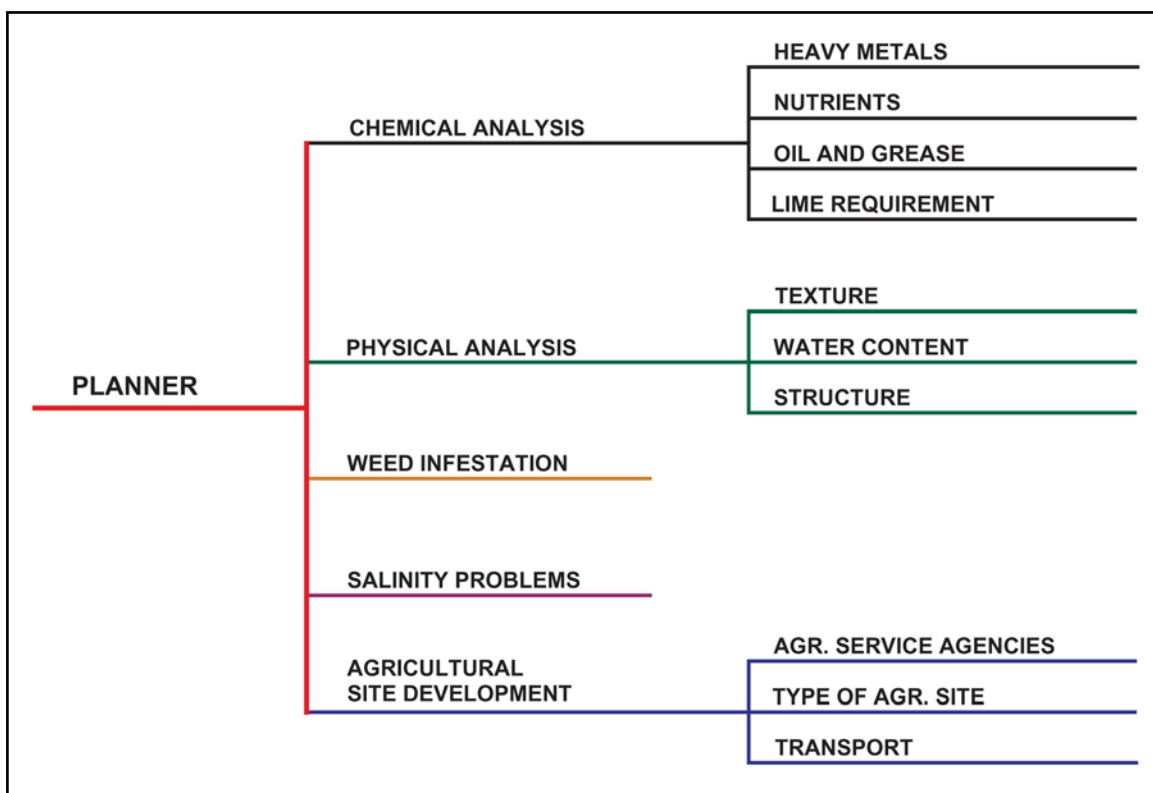 HEAVY METALS
NUTRIENTS
CHEMICAL ANALYSIS
OIL AND GREASE
LIME REQUIREMENT
TEXTURE
PHYSICAL ANALYSIS
WATER CONTENT
PLANNER
STRUCTURE
WEED INFESTATION
SALINITY PROBLEMS
AGR. SERVICE AGENCIES
AGRICULTURAL
SITE DEVELOPMENT
TYPE OF AGR. SITE
TRANSPORT